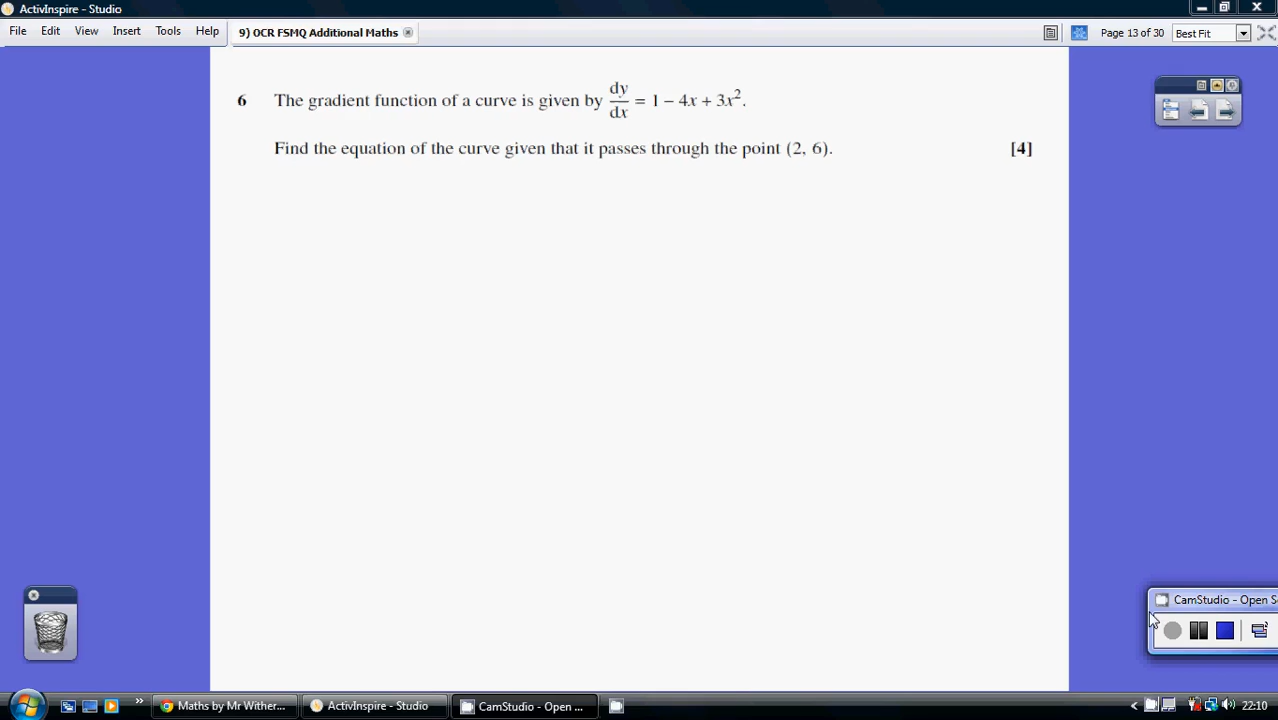 ActivInspire - Studio
File Edit View Insert Tools Help 9) OCR FSMQ Additional Maths Page 13 of 30 Best Fit
6 The gradient function of a curve is given by dy/dx = 1 − 4x + 3x².
Find the equation of the curve given that it passes through the point (2, 6). [4]
CamStudio - Open S
Maths by Mr Wither... ActivInspire - Studio CamStudio - Open ... 22:10